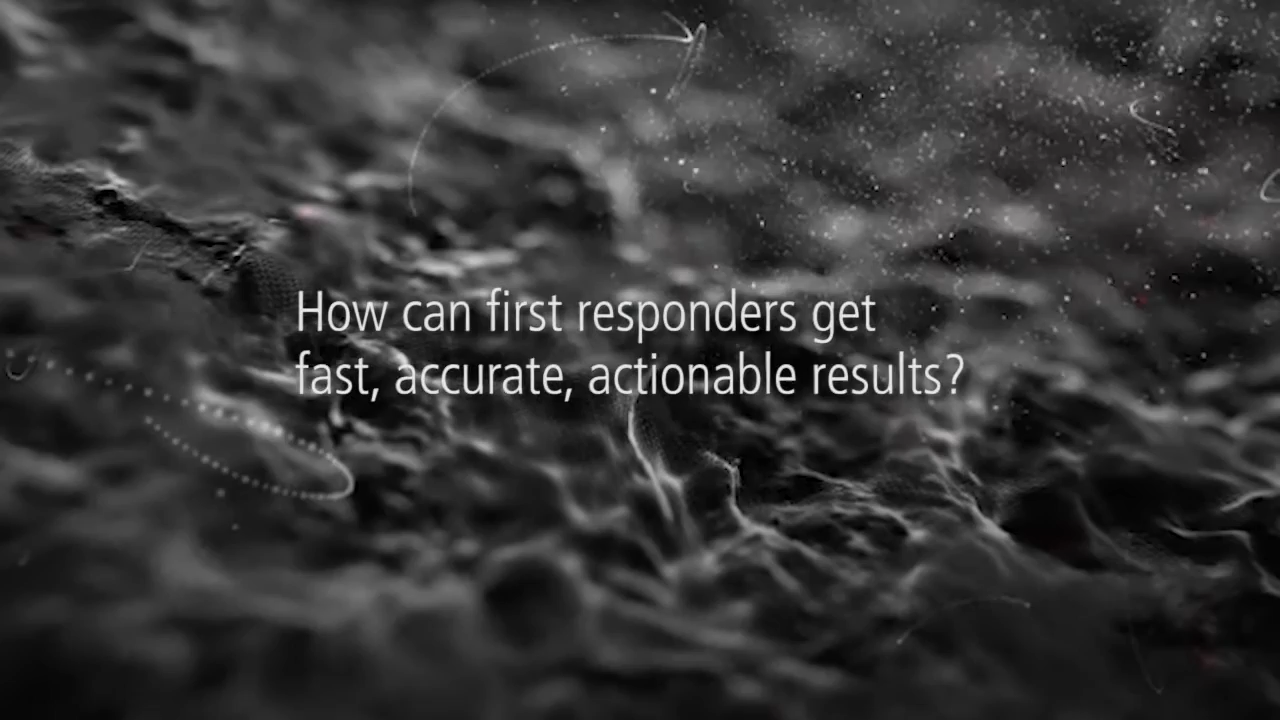 How can first responders get
fast, accurate, actionable results?